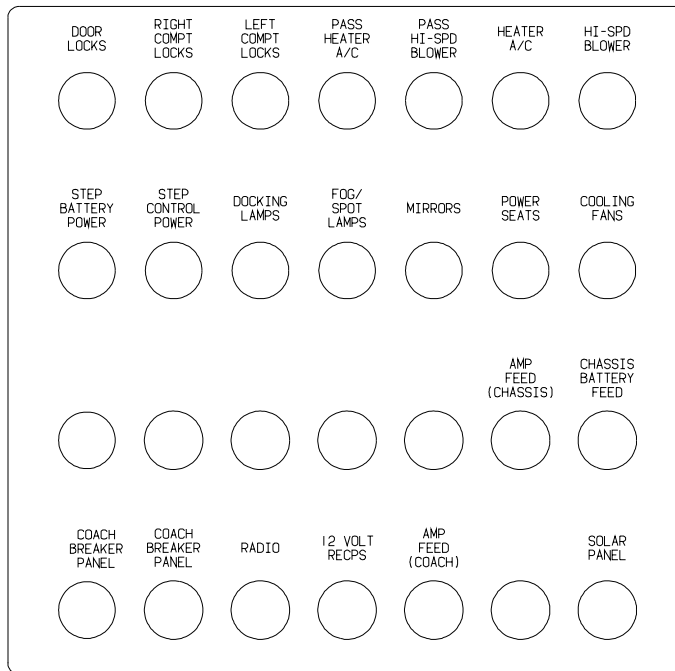 DOOR
LOCKS
RIGHT
COMPT
LOCKS
LEFT
COMPT
LOCKS
PASS
HEATER
A/C
PASS
HI-SPD
BLOWER
HEATER
A/C
HI-SPD
BLOWER
STEP
BATTERY
POWER
STEP
CONTROL
POWER
DOCKING
LAMPS
FOG/
SPOT
LAMPS
MIRRORS
POWER
SEATS
COOLING
FANS
AMP
FEED
(CHASSIS)
CHASSIS
BATTERY
FEED
COACH
BREAKER
PANEL
COACH
BREAKER
PANEL
RADIO
12 VOLT
RECPS
AMP
FEED
(COACH)
SOLAR
PANEL